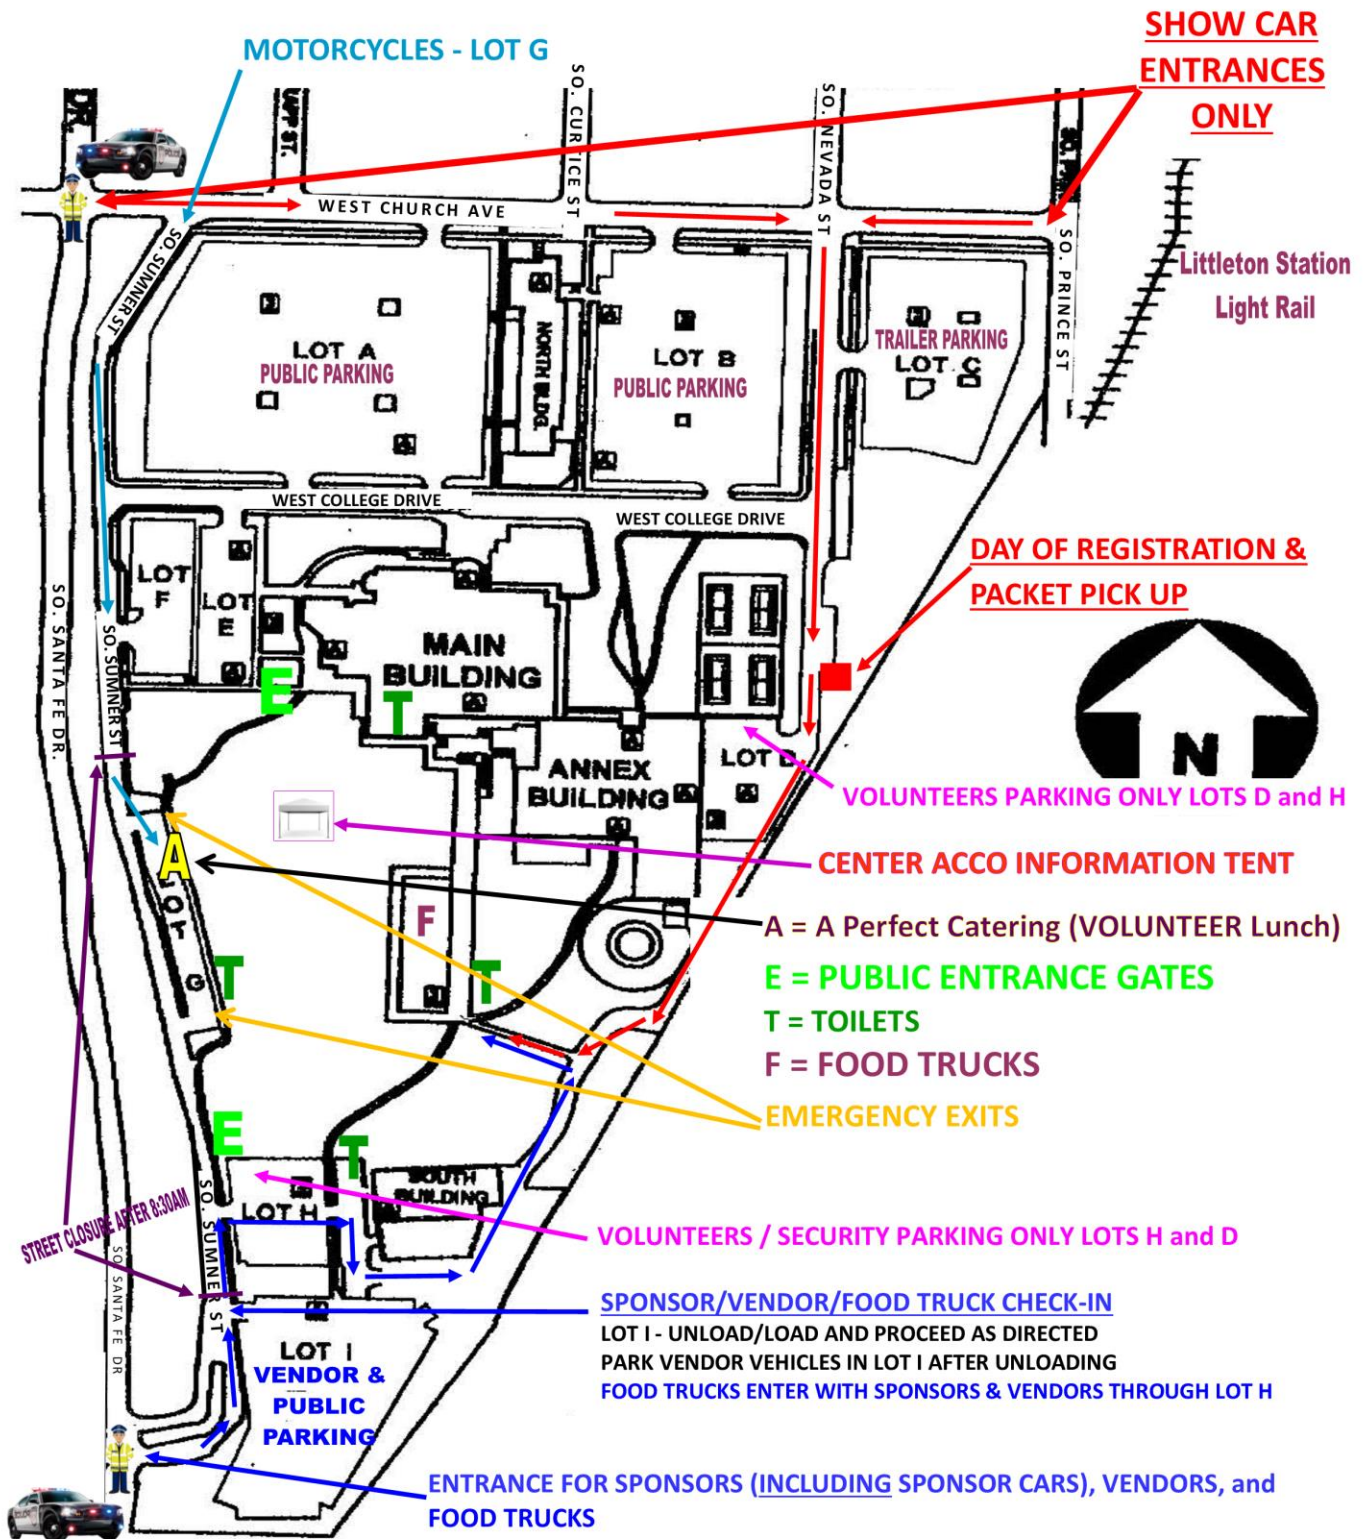 SHOW CAR
ENTRANCES
ONLY
MOTORCYCLES - LOT G
DR.
APP ST.
SO. CURTICE ST
SO. NEVADA ST
SO. PRIN
WEST CHURCH AVE
SO. SUMNER ST
SO. PRINCE ST
Littleton Station
Light Rail
LOT A
PUBLIC PARKING
NORTH BLDG.
LOT B
PUBLIC PARKING
TRAILER PARKING
LOT C
WEST COLLEGE DRIVE
WEST COLLEGE DRIVE
DAY OF REGISTRATION &
PACKET PICK UP
LOT
F
LOT
E
SO. SANTA FE DR.
SO. SUMNER ST
MAIN
BUILDING
E
T
N
ANNEX
BUILDING
LOT D
VOLUNTEERS PARKING ONLY LOTS D and H
CENTER ACCO INFORMATION TENT
A
LOT
G
F
T
T
A = A Perfect Catering (VOLUNTEER Lunch)
E = PUBLIC ENTRANCE GATES
T = TOILETS
F = FOOD TRUCKS
EMERGENCY EXITS
E
T
SOUTH
BUILDING
LOT H
STREET CLOSURE AFTER 8:30AM
SO. SUMNER ST
SO. SANTA FE DR
VOLUNTEERS / SECURITY PARKING ONLY LOTS H and D
SPONSOR/VENDOR/FOOD TRUCK CHECK-IN
LOT I - UNLOAD/LOAD AND PROCEED AS DIRECTED
PARK VENDOR VEHICLES IN LOT I AFTER UNLOADING
FOOD TRUCKS ENTER WITH SPONSORS & VENDORS THROUGH LOT H
LOT I
VENDOR &
PUBLIC
PARKING
ENTRANCE FOR SPONSORS (INCLUDING SPONSOR CARS), VENDORS, and
FOOD TRUCKS